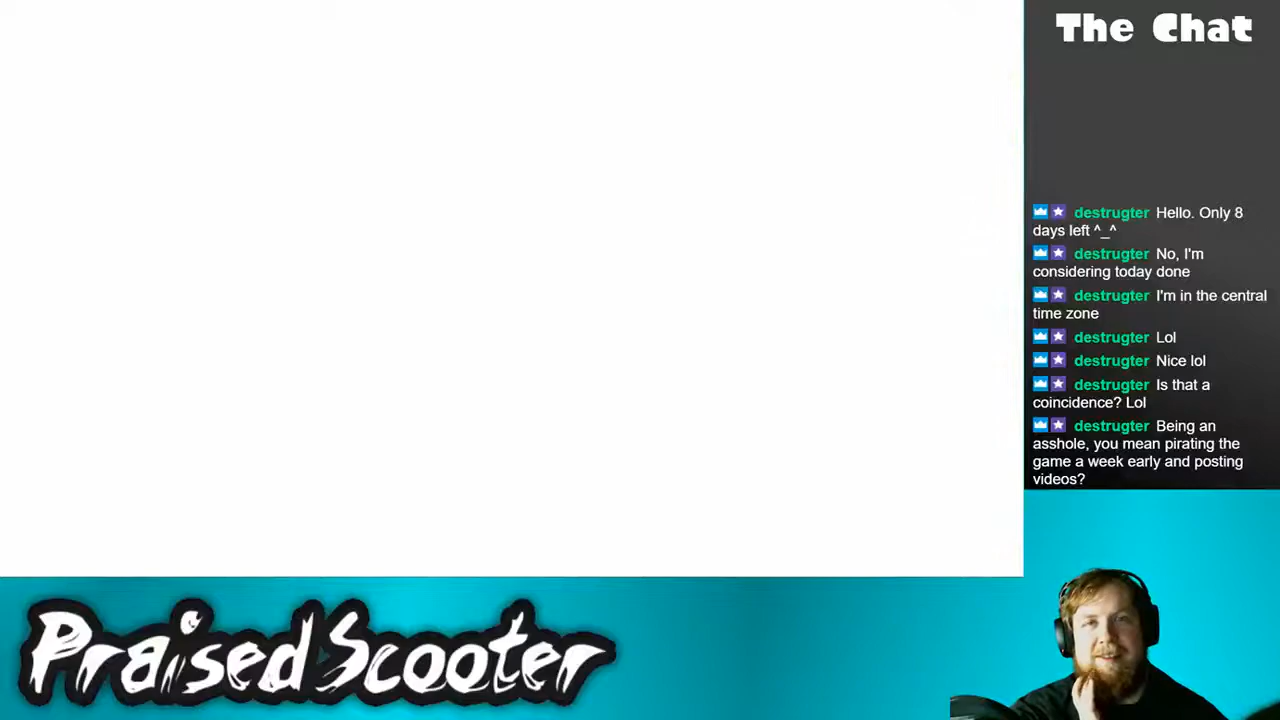 The Chat
destrugter Hello. Only 8
days left ^_^
destrugter No, I'm
considering today done
destrugter I'm in the central
time zone
destrugter Lol
destrugter Nice lol
destrugter Is that a
coincidence? Lol
destrugter Being an
asshole, you mean pirating the
game a week early and posting
videos?
PraisedScooter